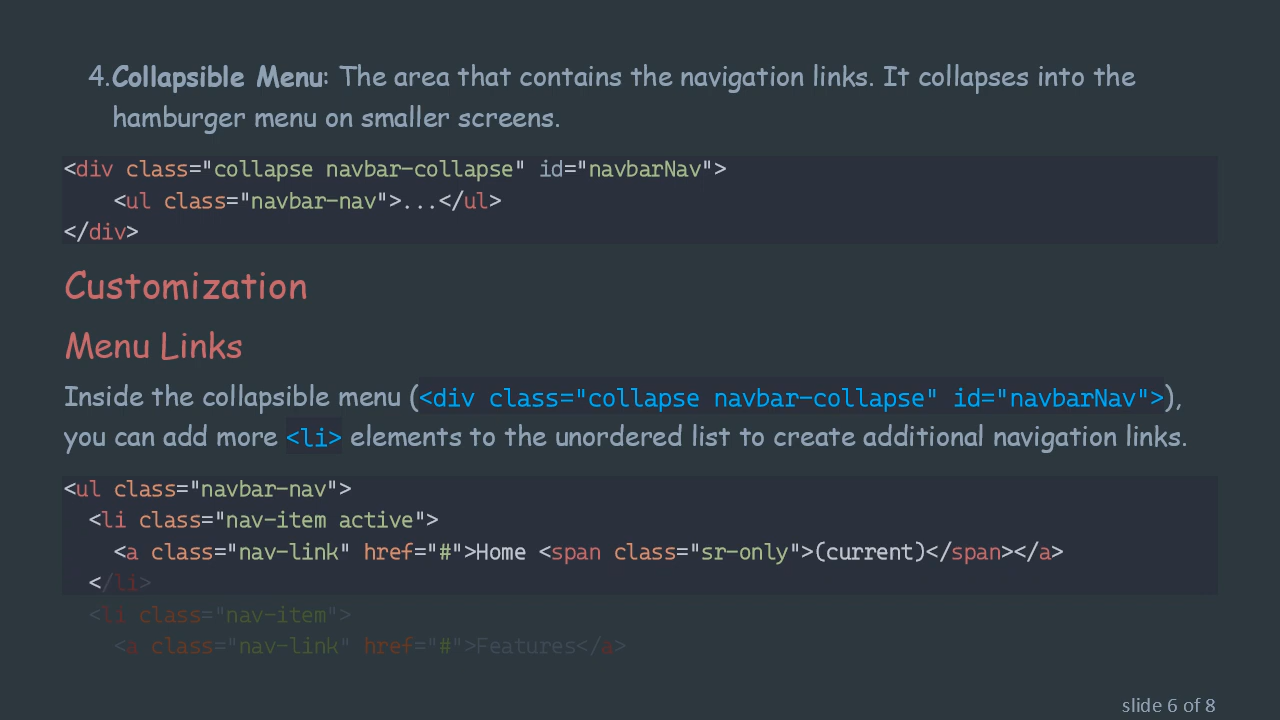 4. Collapsible Menu: The area that contains the navigation links. It collapses into the
hamburger menu on smaller screens.
<div class="collapse navbar-collapse" id="navbarNav">
    <ul class="navbar-nav">...</ul>
</div>
Customization
Menu Links
Inside the collapsible menu (<div class="collapse navbar-collapse" id="navbarNav">),
you can add more <li> elements to the unordered list to create additional navigation links.
<ul class="navbar-nav">
  <li class="nav-item active">
    <a class="nav-link" href="#">Home <span class="sr-only">(current)</span></a>
  </li>
  <li class="nav-item">
    <a class="nav-link" href="#">Features</a>
slide 6 of 8